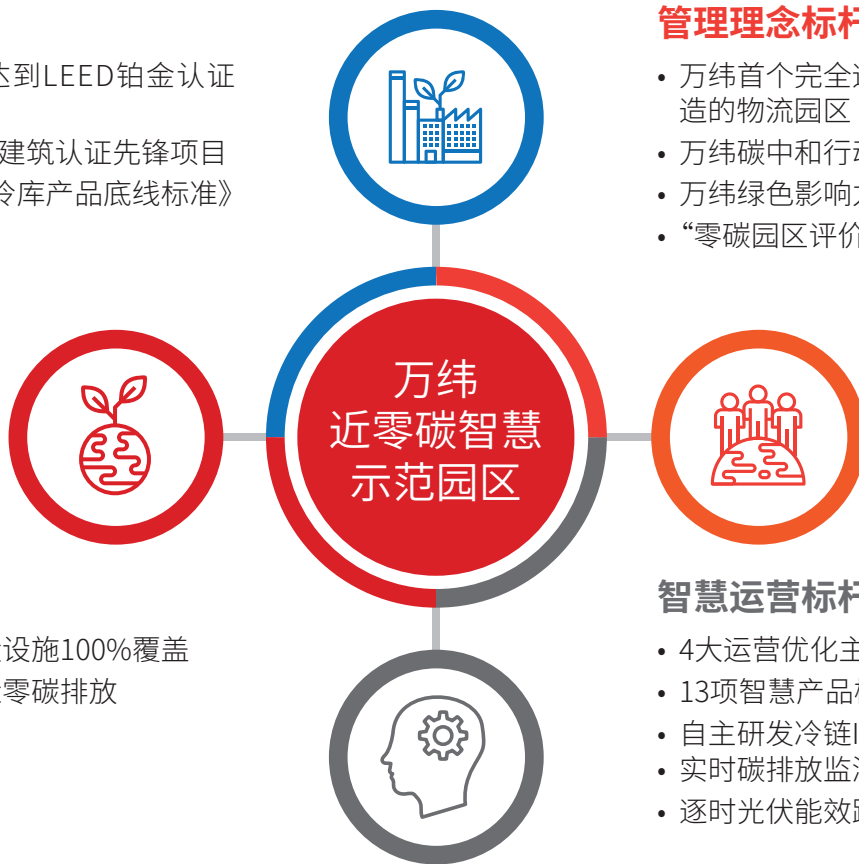 达到LEED铂金认证
建筑认证先锋项目
冷库产品底线标准》
管理理念标杆
• 万纬首个完全
造的物流园区
• 万纬碳中和行动
• 万纬绿色影响
• “零碳园区评价
万纬
近零碳智慧
示范园区
设施100%覆盖
零碳排放
智慧运营标杆
• 4大运营优化主
• 13项智慧产品
• 自主研发冷链
• 实时碳排放监测
• 逐时光伏能效